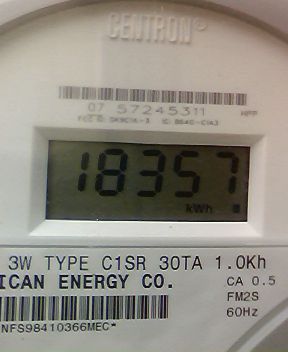 CENTRON®
07 57245311
18357
kWh
3W TYPE C1SR 30TA 1.0Kh
ICAN ENERGY CO. CA 0.5
FM2S
60Hz
NFS98410366MEC*